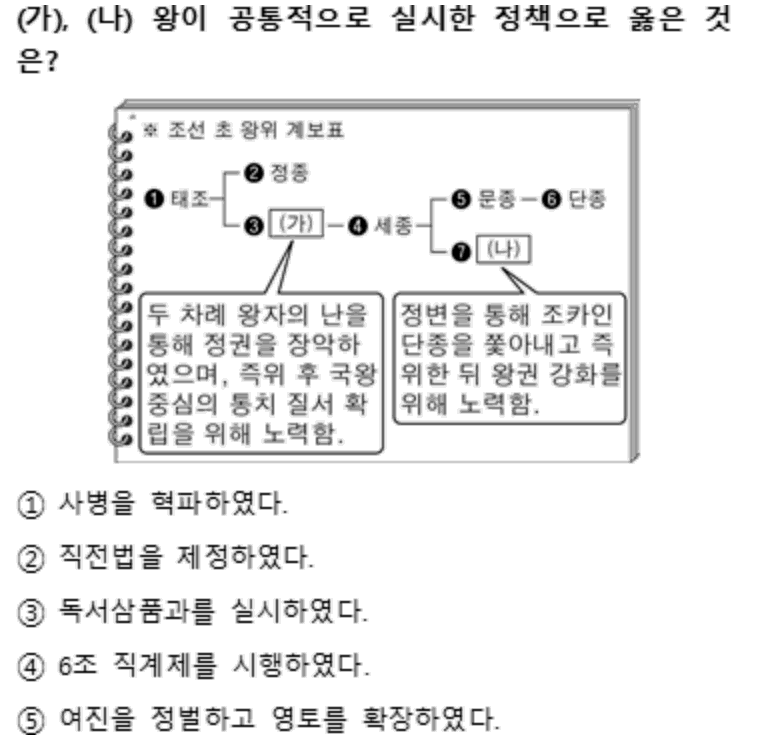 (가), (나) 왕이 공통적으로 실시한 정책으로 옳은 것
은?
※ 조선 초 왕위 계보표
❶ 태조
❷ 정종
❸ (가) ❹ 세종
❺ 문종 ❻ 단종
❼ (나)
두 차례 왕자의 난을
통해 정권을 장악하
였으며, 즉위 후 국왕
중심의 통치 질서 확
립을 위해 노력함.
정변을 통해 조카인
단종을 쫓아내고 즉
위한 뒤 왕권 강화를
위해 노력함.
① 사병을 혁파하였다.
② 직전법을 제정하였다.
③ 독서삼품과를 실시하였다.
④ 6조 직계제를 시행하였다.
⑤ 여진을 정벌하고 영토를 확장하였다.